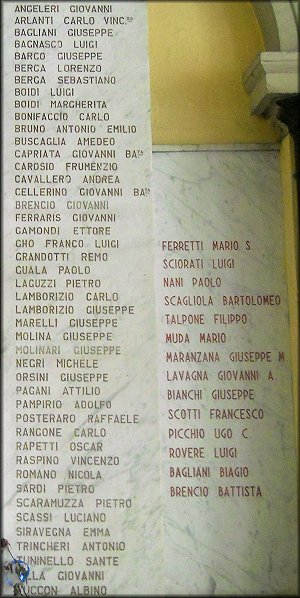 ANGELERI GIOVANNI
ARLANTI CARLO VINC.ZO
BAGLIANI GIUSEPPE
BAGNASCO LUIGI
BARCO GIUSEPPE
BERCA LORENZO
BERGA SEBASTIANO
BOIDI LUIGI
BOIDI MARGHERITA
BONIFACCIO CARLO
BRUNO ANTONIO EMILIO
BUSCAGLIA AMEDEO
CAPRIATA GIOVANNI BA.TA
CAROSIO FRUMENZIO
CAVALLERO ANDREA
CELLERINO GIOVANNI BA.TA
BRENCIO GIOVANNI
FERRARIS GIOVANNI
GAMONDI ETTORE
GHO FRANCO LUIGI
GRANDOTTI REMO
GUALA PAOLO
LAGUZZI PIETRO
LAMBORIZIO CARLO
LAMBORIZIO GIUSEPPE
MARELLI GIUSEPPE
MOLINA GIUSEPPE
MOLINARI GIUSEPPE
NEGRI MICHELE
ORSINI GIUSEPPE
PAGANI ATTILIO
PAMPIRIO ADOLFO
POSTERARO RAFFAELE
RANGONE CARLO
RAPETTI OSCAR
RASPINO VINCENZO
ROMANO NICOLA
SARDI PIETRO
SCARAMUZZA PIETRO
SCASSI LUCIANO
SIRAVEGNA EMMA
TRINCHERI ANTONIO
TUNINELLO SANTE
GIOVANNI
ALBINO
FERRETTI MARIO S.
SCIORATI LUIGI
NANI PAOLO
SCAGLIOLA BARTOLOMEO
TALPONE FILIPPO
MUDA MARIO
MARANZANA GIUSEPPE M
LAVAGNA GIOVANNI A.
BIANCHI GIUSEPPE
SCOTTI FRANCESCO
PICCHIO UGO C.
ROVERE LUIGI
BAGLIANI BIAGIO
BRENCIO BATTISTA